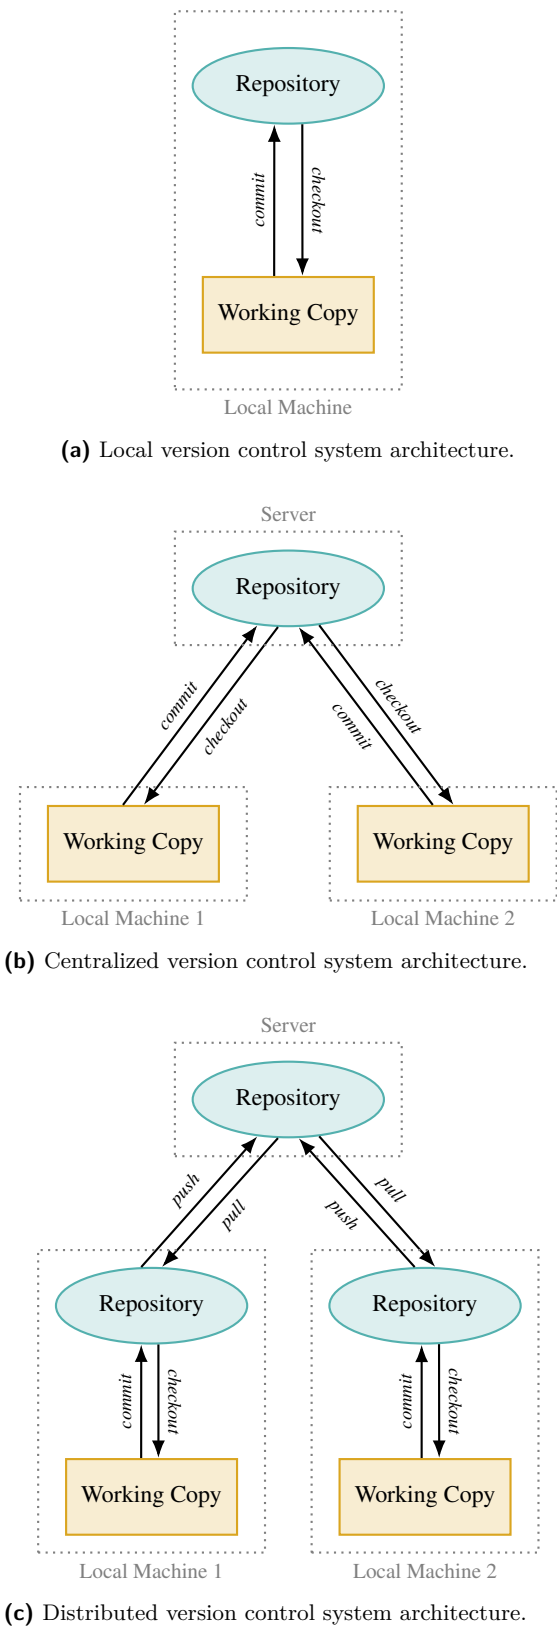 Repository
commit
checkout
Working Copy
Local Machine
(a) Local version control system architecture.
Server
Repository
commit
checkout
commit
checkout
Working Copy
Working Copy
Local Machine 1
Local Machine 2
(b) Centralized version control system architecture.
Server
Repository
push
pull
push
pull
Repository
Repository
commit
checkout
commit
checkout
Working Copy
Working Copy
Local Machine 1
Local Machine 2
(c) Distributed version control system architecture.